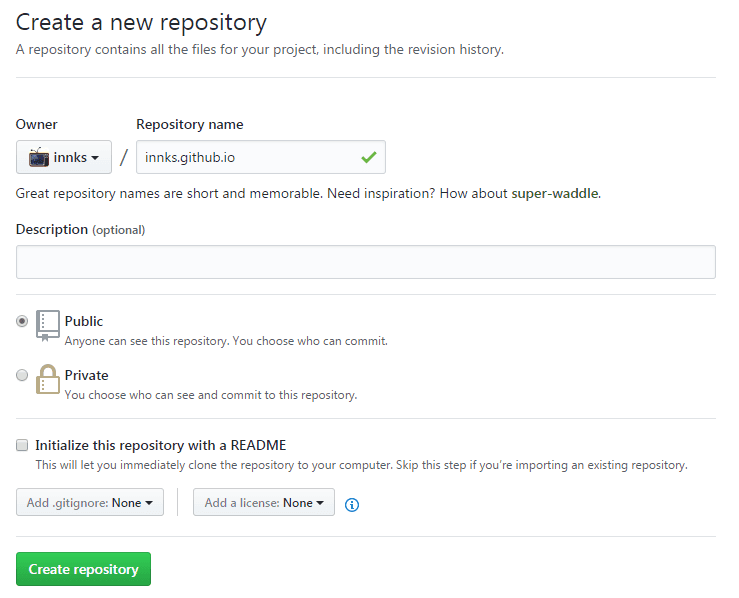 Create a new repository
A repository contains all the files for your project, including the revision history.
Owner Repository name
innks / innks.github.io
Great repository names are short and memorable. Need inspiration? How about super-waddle.
Description (optional)
Public
Anyone can see this repository. You choose who can commit.
Private
You choose who can see and commit to this repository.
Initialize this repository with a README
This will let you immediately clone the repository to your computer. Skip this step if you’re importing an existing repository.
Add .gitignore: None Add a license: None
Create repository